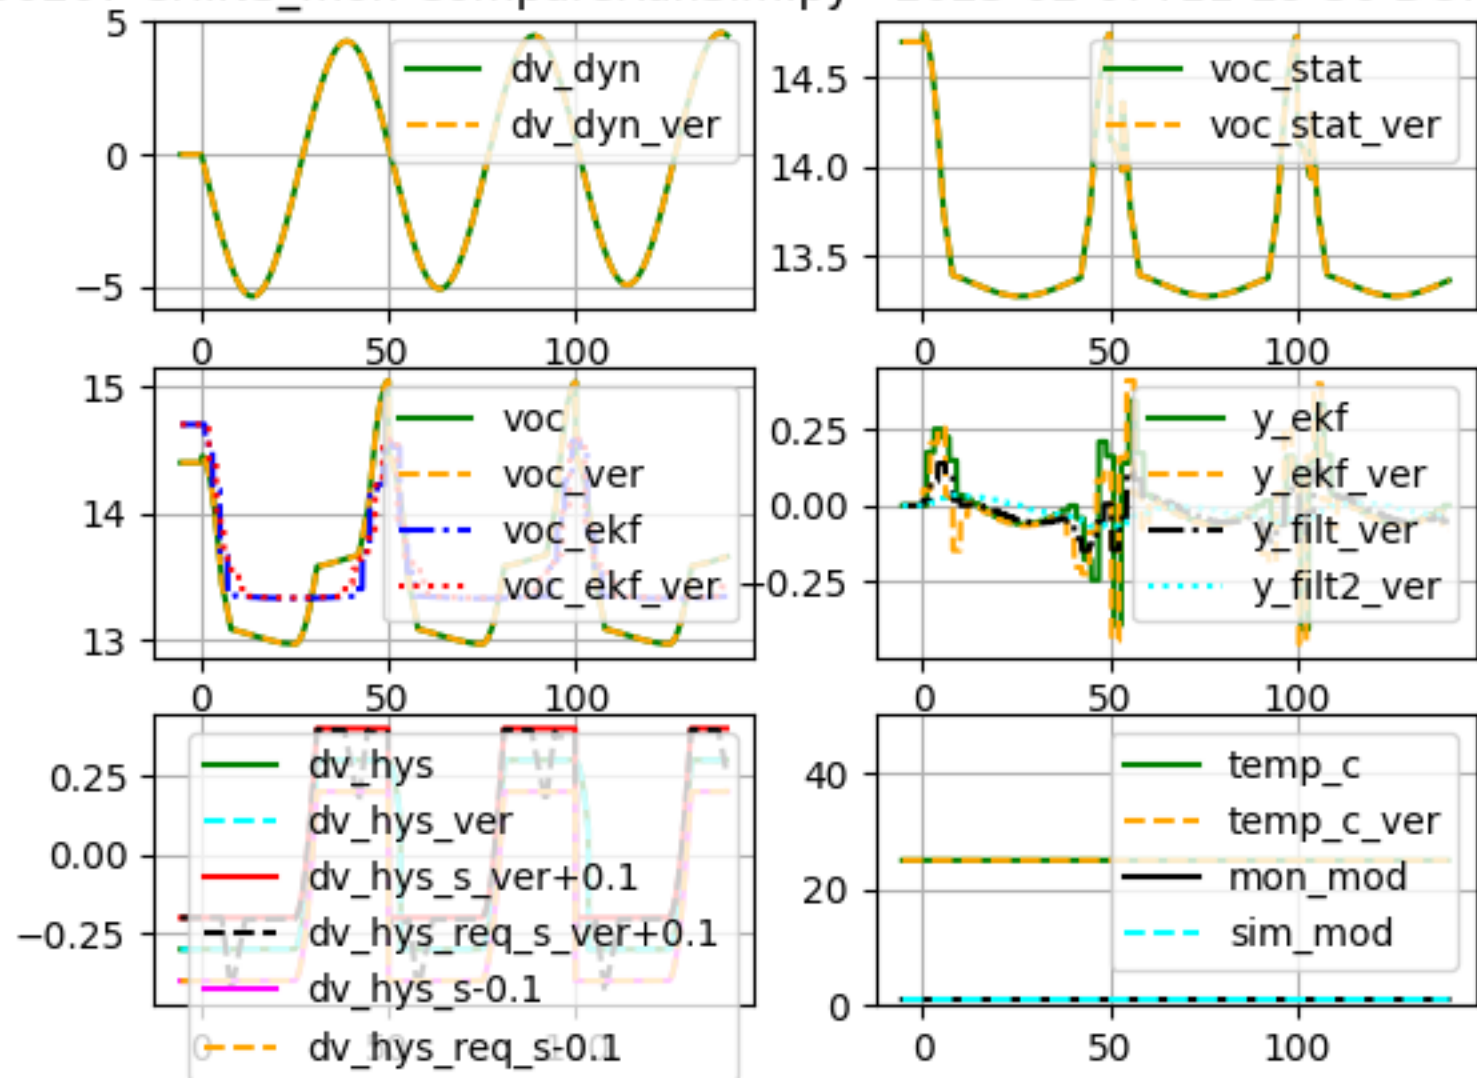 5
0
−5
0 50 100
dv_dyn
dv_dyn_ver
14.5
14.0
13.5
0 50 100
voc_stat
voc_stat_ver
15
14
13
0 50 100
voc
voc_ver
voc_ekf
voc_ekf_ver
0.25
0.00
−0.25
0 50 100
y_ekf
y_ekf_ver
y_filt_ver
y_filt2_ver
0.25
0.00
−0.25
dv_hys
dv_hys_ver
dv_hys_s_ver+0.1
dv_hys_req_s_ver+0.1
dv_hys_s-0.1
dv_hys_req_s-0.1
0
40
20
0
0 50 100
temp_c
temp_c_ver
mon_mod
sim_mod